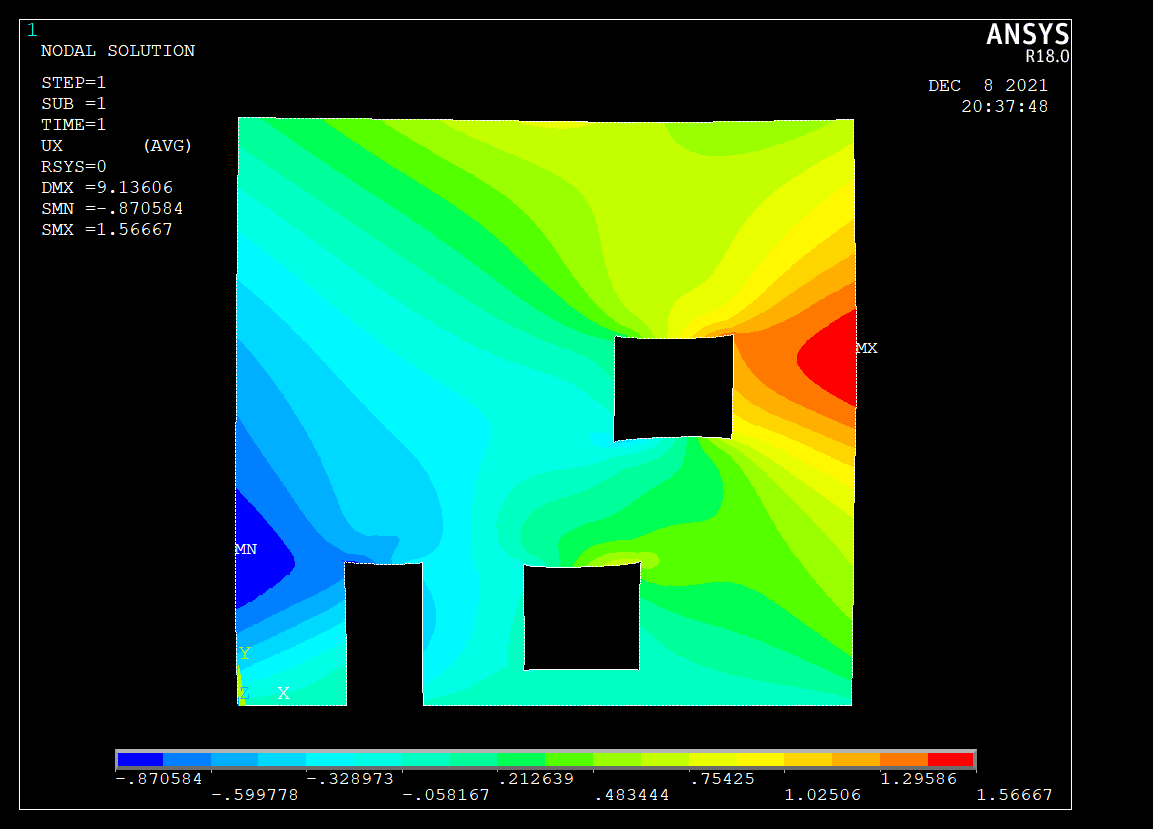 1
ANSYS
R18.0
NODAL SOLUTION
STEP=1
SUB =1
TIME=1
UX (AVG)
RSYS=0
DMX =9.13606
SMN =-.870584
SMX =1.56667
DEC 8 2021
20:37:48
MX
MN
Y
Z X
-.870584 -.328973 .212639 .75425 1.29586
-.599778 -.058167 .483444 1.02506 1.56667